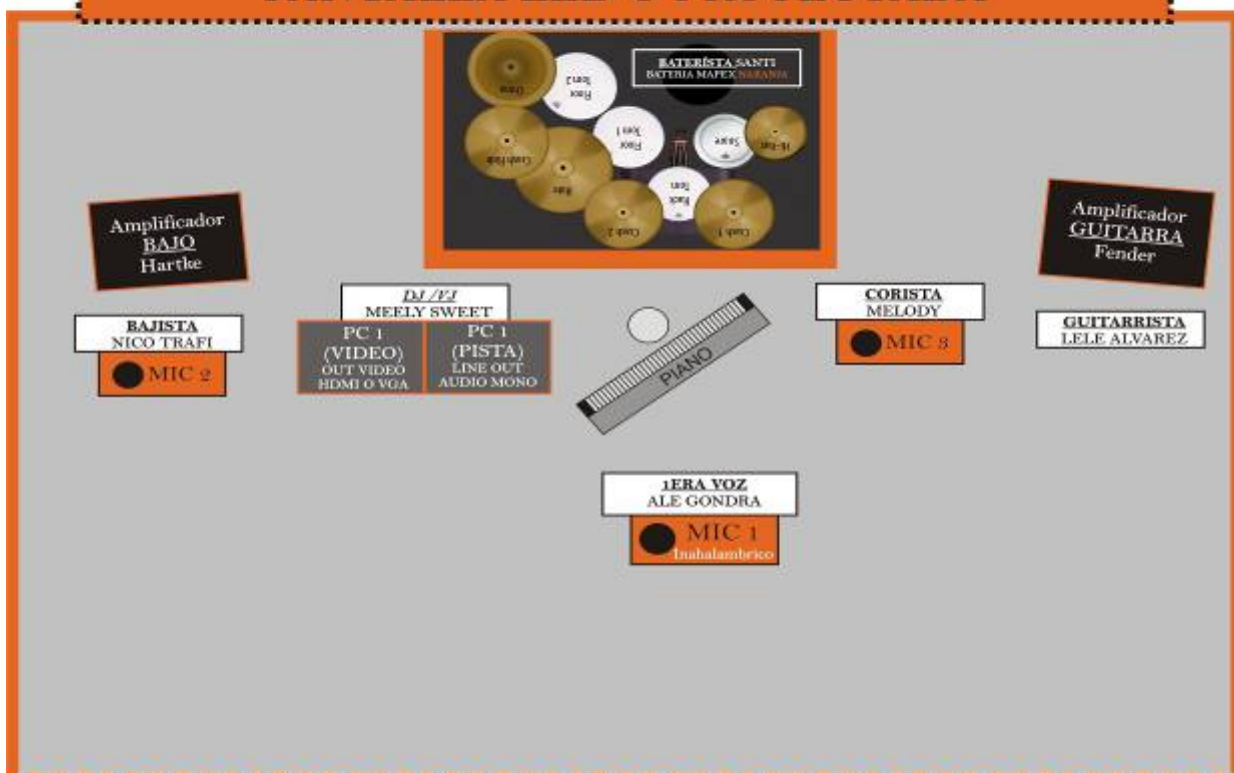 BATERÍSTA SANTI
BATERIA MAPEX NARANJA
China
Floor
Tom 2
Crash Ride
Floor
Tom 1
Snare
Hi-Hat
Ride
Rack
Tom
Crash 2
Crash 1
Amplificador
BAJO
Hartke
Amplificador
GUITARRA
Fender
DJ /VJ
MEELY SWEET
PC 1
(VIDEO)
OUT VIDEO
HDMI O VGA
PC 1
(PISTA)
LINE OUT
AUDIO MONO
BAJISTA
NICO TRAFI
MIC 2
PIANO
CORISTA
MELODY
MIC 3
GUITARRISTA
LELE ALVAREZ
1ERA VOZ
ALE GONDRA
MIC 1
Inahalambrico